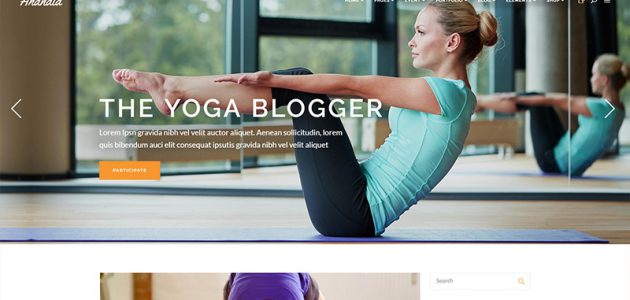 Ananda
HOME PAGES EVENT PORTFOLIO BLOG ELEMENTS SHOP
THE YOGA BLOGGER
Lorem Ipsn gravida nibh vel velit auctor aliquet. Aenean sollicitudin, lorem
quis bibendum auci elit consequat ipsutis gravida nibh vel velit aliquet
PARTICIPATE
Search